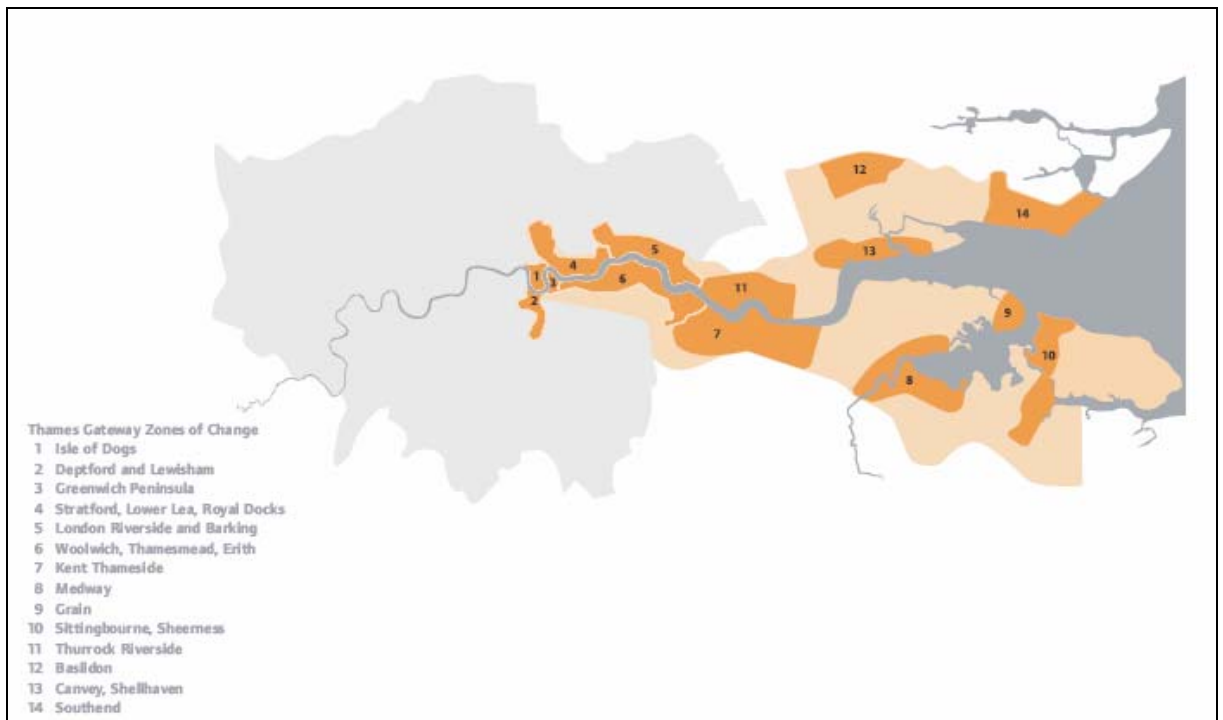 12
14
5
13
4
1
3
6
11
2
9
7
10
8
Thames Gateway Zones of Change
1 Isle of Dogs
2 Deptford and Lewisham
3 Greenwich Peninsula
4 Stratford, Lower Lea, Royal Docks
5 London Riverside and Barking
6 Woolwich, Thamesmead, Erith
7 Kent Thameside
8 Medway
9 Grain
10 Sittingbourne, Sheerness
11 Thurrock Riverside
12 Basildon
13 Canvey, Shellhaven
14 Southend